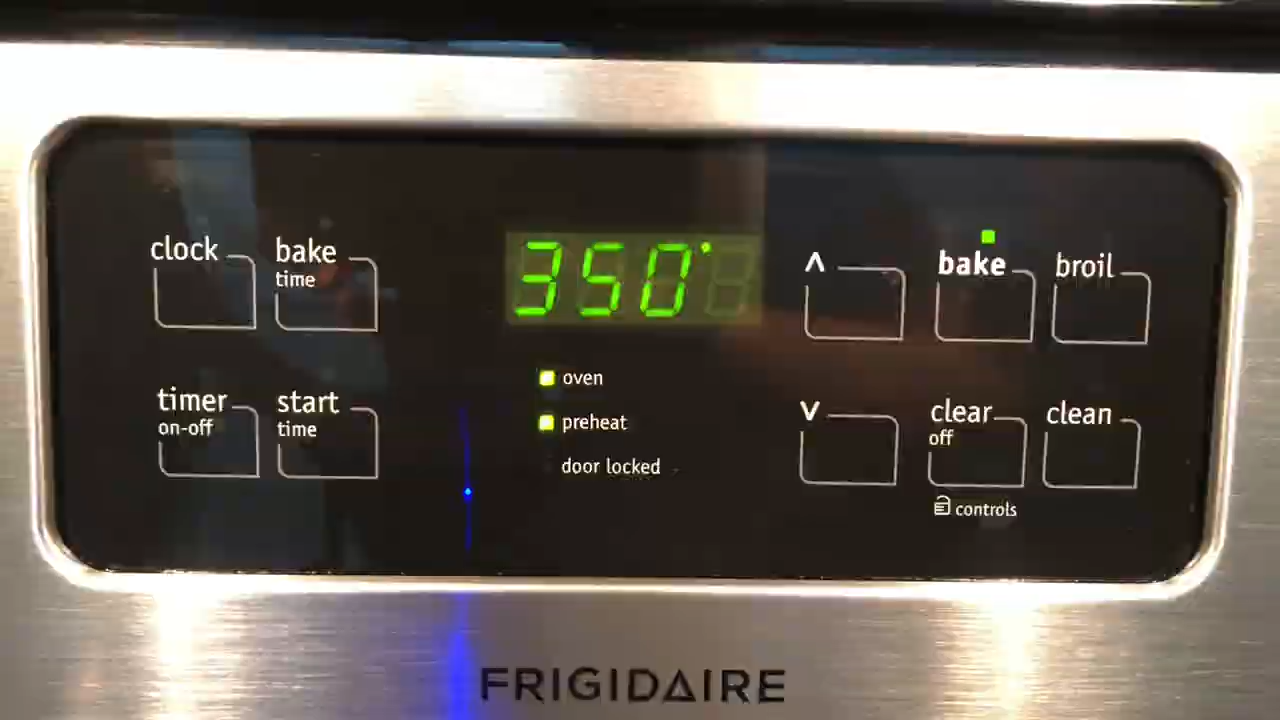 clock
bake
time
350°
^
bake
broil
oven
preheat
door locked
timer
on-off
start
time
v
clear
off
clean
controls
FRIGIDAIRE